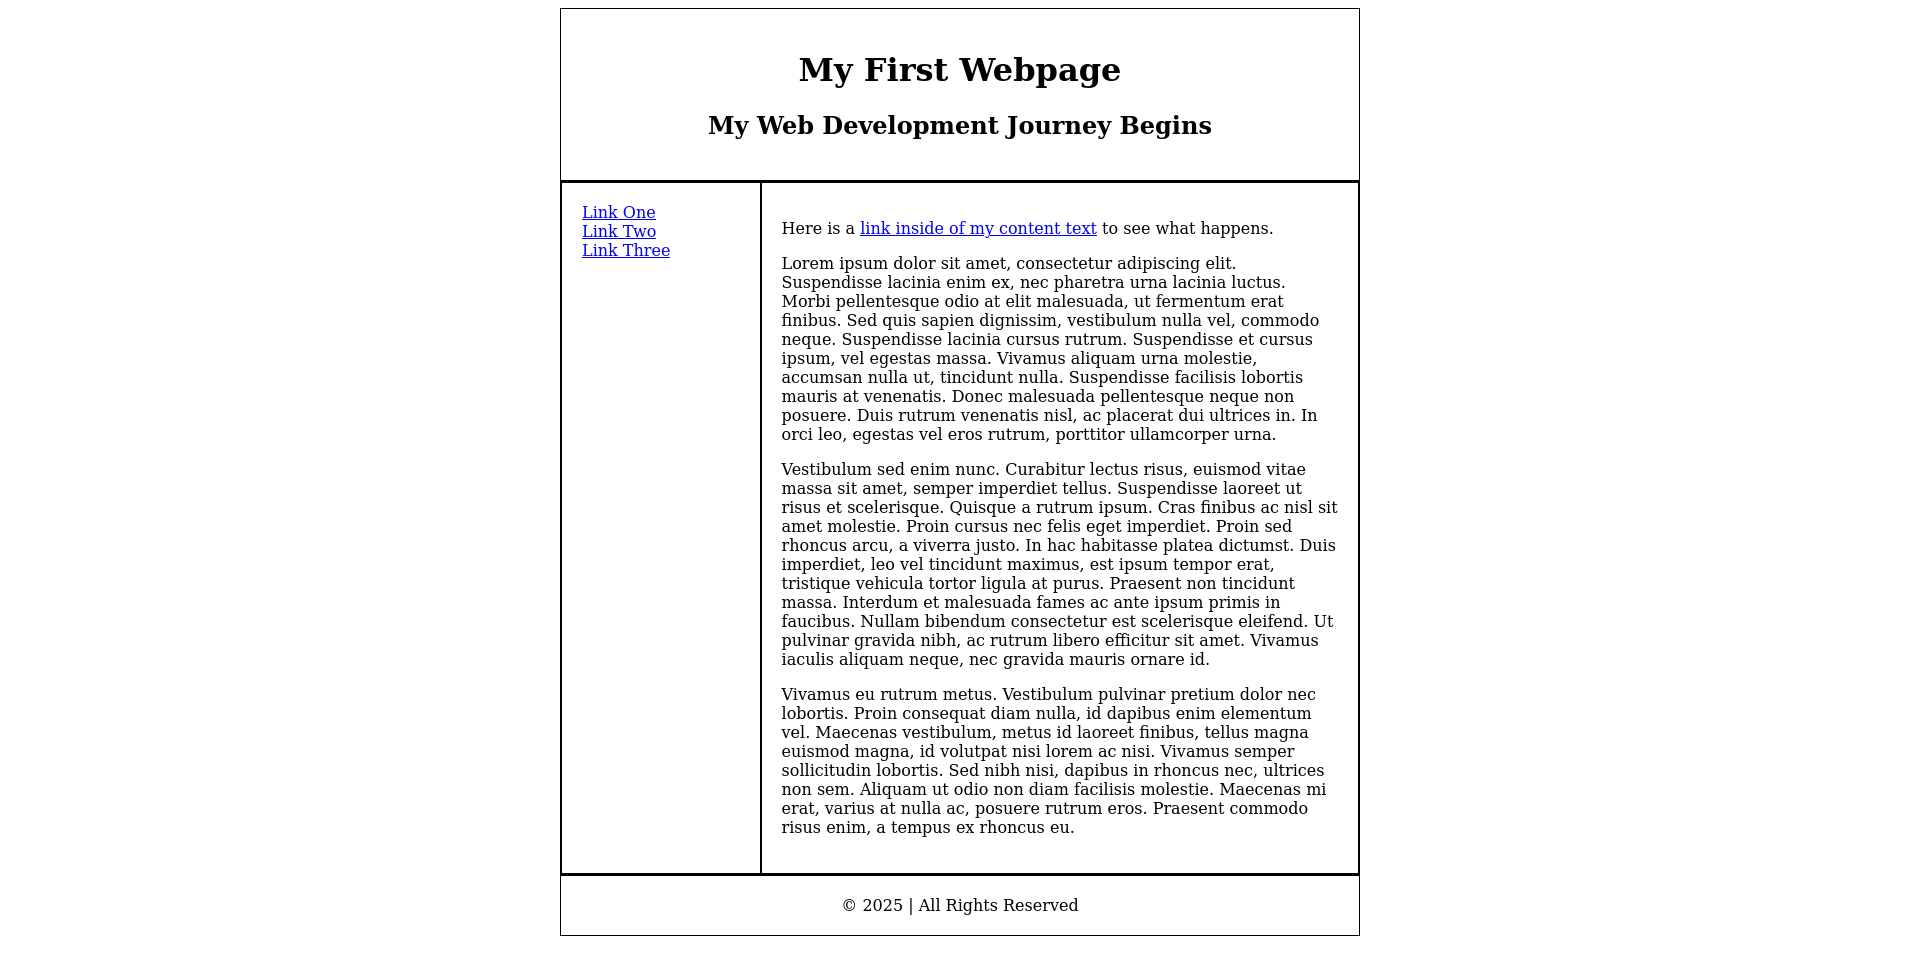 My First Webpage
My Web Development Journey Begins
Link One
Link Two
Link Three
Here is a link inside of my content text to see what happens.
Lorem ipsum dolor sit amet, consectetur adipiscing elit.
Suspendisse lacinia enim ex, nec pharetra urna lacinia luctus.
Morbi pellentesque odio at elit malesuada, ut fermentum erat
finibus. Sed quis sapien dignissim, vestibulum nulla vel, commodo
neque. Suspendisse lacinia cursus rutrum. Suspendisse et cursus
ipsum, vel egestas massa. Vivamus aliquam urna molestie,
accumsan nulla ut, tincidunt nulla. Suspendisse facilisis lobortis
mauris at venenatis. Donec malesuada pellentesque neque non
posuere. Duis rutrum venenatis nisl, ac placerat dui ultrices in. In
orci leo, egestas vel eros rutrum, porttitor ullamcorper urna.
Vestibulum sed enim nunc. Curabitur lectus risus, euismod vitae
massa sit amet, semper imperdiet tellus. Suspendisse laoreet ut
risus et scelerisque. Quisque a rutrum ipsum. Cras finibus ac nisl sit
amet molestie. Proin cursus nec felis eget imperdiet. Proin sed
rhoncus arcu, a viverra justo. In hac habitasse platea dictumst. Duis
imperdiet, leo vel tincidunt maximus, est ipsum tempor erat,
tristique vehicula tortor ligula at purus. Praesent non tincidunt
massa. Interdum et malesuada fames ac ante ipsum primis in
faucibus. Nullam bibendum consectetur est scelerisque eleifend. Ut
pulvinar gravida nibh, ac rutrum libero efficitur sit amet. Vivamus
iaculis aliquam neque, nec gravida mauris ornare id.
Vivamus eu rutrum metus. Vestibulum pulvinar pretium dolor nec
lobortis. Proin consequat diam nulla, id dapibus enim elementum
vel. Maecenas vestibulum, metus id laoreet finibus, tellus magna
euismod magna, id volutpat nisi lorem ac nisi. Vivamus semper
sollicitudin lobortis. Sed nibh nisi, dapibus in rhoncus nec, ultrices
non sem. Aliquam ut odio non diam facilisis molestie. Maecenas mi
erat, varius at nulla ac, posuere rutrum eros. Praesent commodo
risus enim, a tempus ex rhoncus eu.
© 2025 | All Rights Reserved